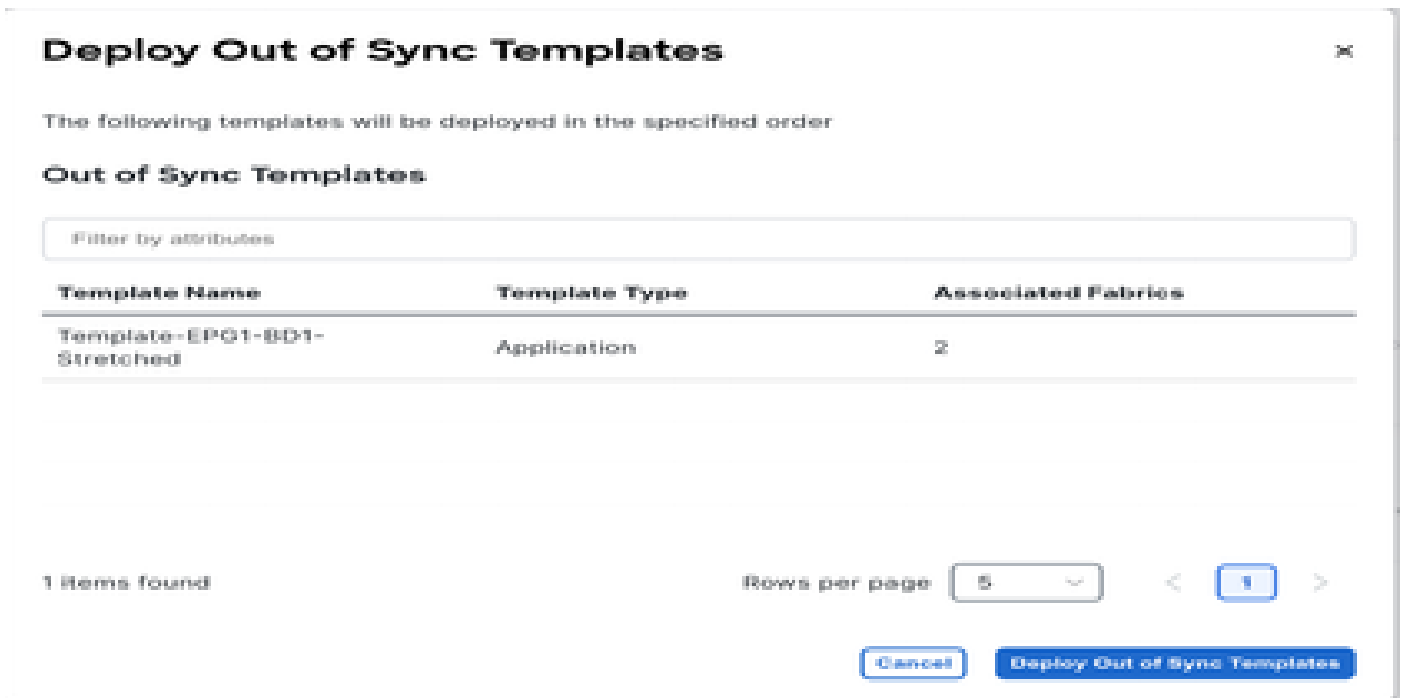 Deploy Out of Sync Templates
The following templates will be deployed in the specified order
Out of Sync Templates
Filter by attributes
Template Name Template Type Associated Fabrics
Template-EPG1-BD1-
Stretched Application 2
1 items found Rows per page 5 1
Cancel Deploy Out of Sync Templates